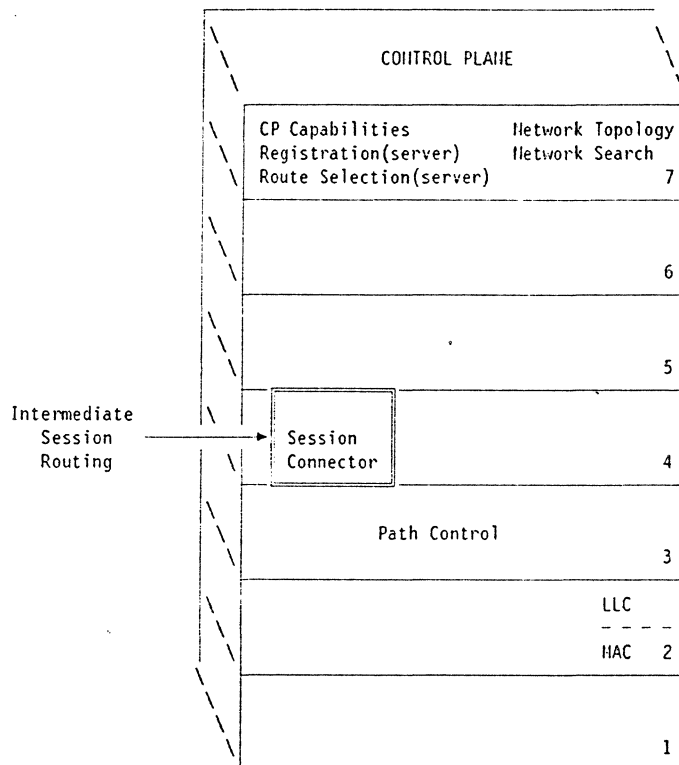 CONTROL PLANE
CP Capabilities Network Topology
Registration(server) Network Search
Route Selection(server) 7
6
5
Intermediate
Session
Routing
Session
Connector
4
Path Control
3
LLC
MAC 2
1